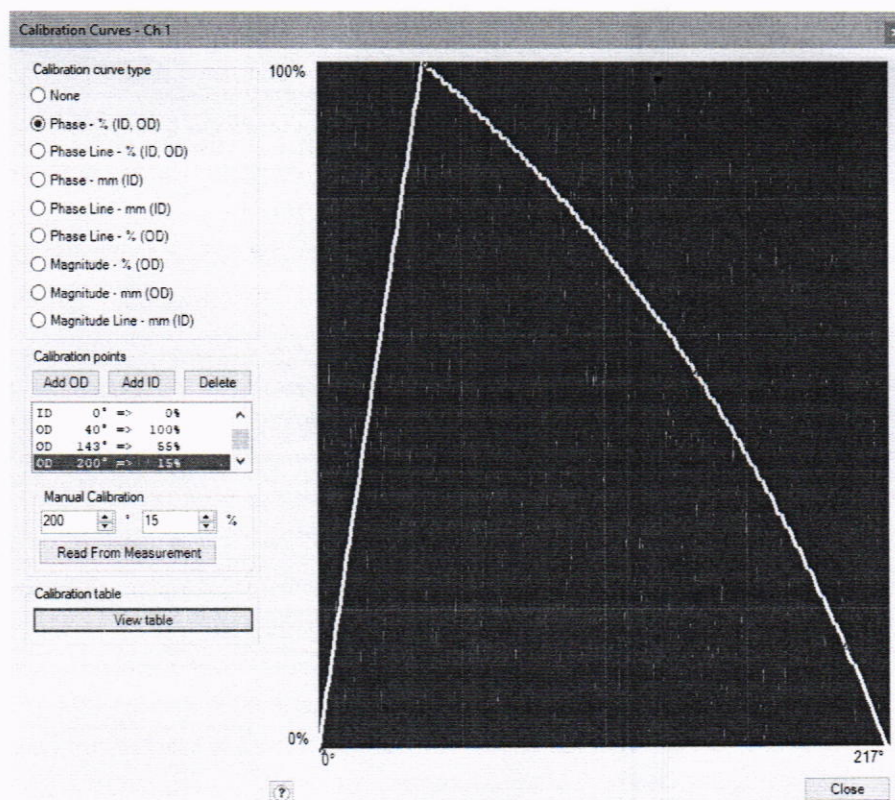 Calibration Curves - Ch 1
Calibration curve type
None
Phase - % (ID, OD)
Phase Line - % (ID, OD)
Phase - mm (ID)
Phase Line - mm (ID)
Phase Line - % (OD)
Magnitude - % (OD)
Magnitude - mm (OD)
Magnitude Line - mm (ID)
Calibration points
Add OD Add ID Delete
ID 0° => 0%
OD 40° => 100%
OD 143° => 55%
OD 200° => 15%
Manual Calibration
200 ° 15 %
Read From Measurement
Calibration table
View table
100%
0%
0° 217°
?
Close